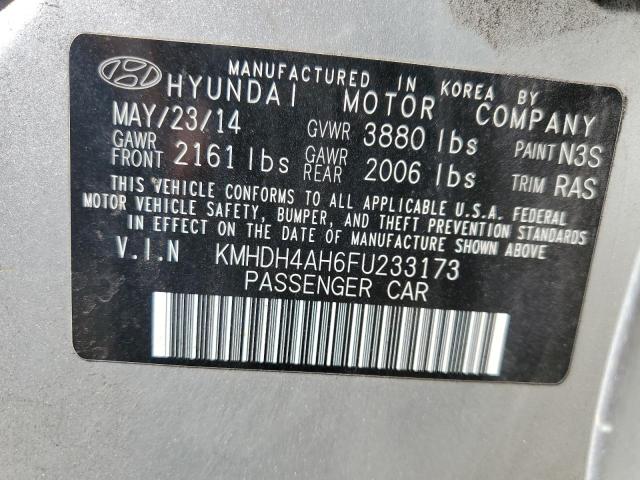 MANUFACTURED IN KOREA BY
HYUNDAI MOTOR COMPANY
MAY/23/14 GVWR 3880 lbs PAINT N3S
GAWR FRONT 2161 lbs GAWR REAR 2006 lbs TRIM RAS
THIS VEHICLE CONFORMS TO ALL APPLICABLE U.S.A. FEDERAL
MOTOR VEHICLE SAFETY, BUMPER, AND THEFT PREVENTION STANDARDS
IN EFFECT ON THE DATE OF MANUFACTURE SHOWN ABOVE
V.I.N KMHDH4AH6FU233173
PASSENGER CAR